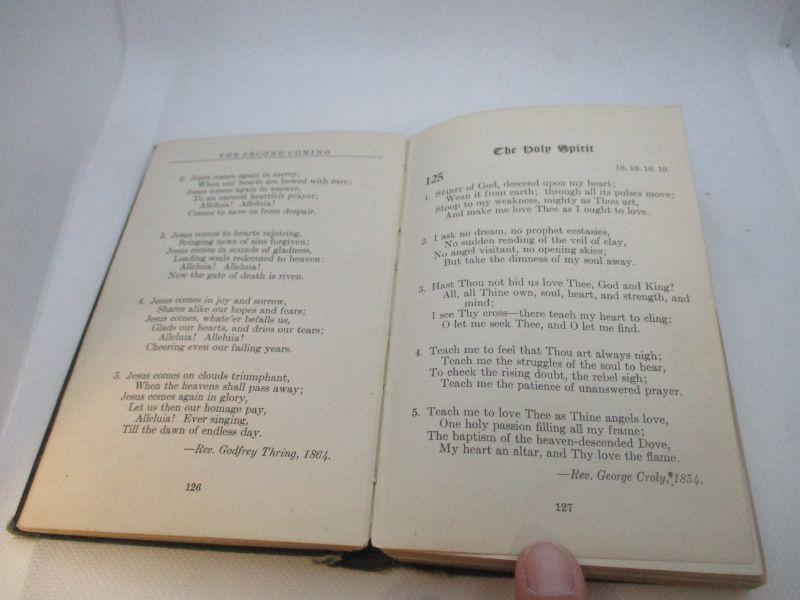 THE SECOND COMING
2. Jesus comes again in mercy,
When our hearts are bowed with care;
Jesus comes again in answer,
To an earnest heartfelt prayer;
Alleluia! Alleluia!
Comes to save us from despair.
3. Jesus comes to hearts rejoicing,
Bringing news of sins forgiven;
Jesus comes in sounds of gladness,
Leading souls redeemed to heaven:
Alleluia! Alleluia!
Now the gate of death is riven.
4. Jesus comes in joy and sorrow,
Shares alike our hopes and fears;
Jesus comes, whate'er befalls us,
Glads our hearts, and dries our tears;
Alleluia! Alleluia!
Cheering even our failing years.
5. Jesus comes on clouds triumphant,
When the heavens shall pass away;
Jesus comes again in glory,
Let us then our homage pay,
Alleluia! Ever singing,
Till the dawn of endless day.
—Rev. Godfrey Thring, 1864.
126
The Holy Spirit
125
10. 10. 10. 10.
1. SPIRIT of God, descend upon my heart;
Wean it from earth; through all its pulses move;
Stoop to my weakness, mighty as Thou art,
And make me love Thee as I ought to love.
2. I ask no dream, no prophet ecstasies,
No sudden rending of the veil of clay,
No angel visitant, no opening skies;
But take the dimness of my soul away.
3. Hast Thou not bid us love Thee, God and King?
All, all Thine own, soul, heart, and strength, and
mind;
I see Thy cross—there teach my heart to cling;
O let me seek Thee, and O let me find.
4. Teach me to feel that Thou art always nigh;
Teach me the struggles of the soul to bear,
To check the rising doubt, the rebel sigh;
Teach me the patience of unanswered prayer.
5. Teach me to love Thee as Thine angels love,
One holy passion filling all my frame;
The baptism of the heaven-descended Dove,
My heart an altar, and Thy love the flame.
—Rev. George Croly, 1854.
127